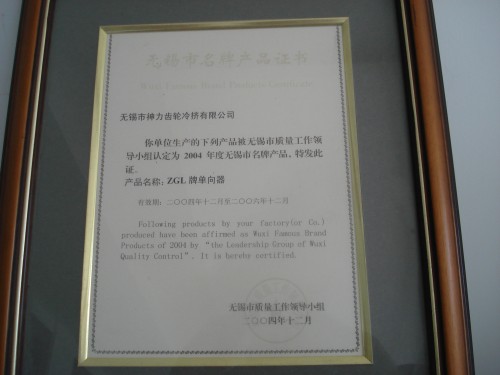 无锡市名牌产品证书
Wuxi Famous Brand Products Certificate
无锡市神力齿轮冷挤有限公司
你单位生产的下列产品被无锡市质量工作领
导小组认定为 2004 年度无锡市名牌产品，特发此
证。
产品名称：ZGL 牌单向器
有效期：二〇〇四年十二月至二〇〇六年十二月
Following products by your factory(or Co.)
produced have been affirmed as Wuxi Famous Brand
Products of 2004 by “the Leadership Group of Wuxi
Quality Control”. It is hereby certified.
无锡市质量工作领导小组
二〇〇四年十二月